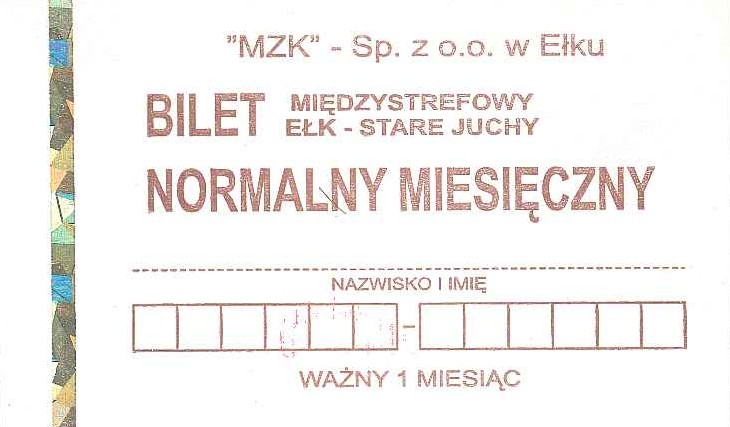 "MZK" - Sp. z o.o. w Ełku
BILET MIĘDZYSTREFOWY
EŁK - STARE JUCHY
NORMALNY MIESIĘCZNY
NAZWISKO I IMIĘ
-
WAŻNY 1 MIESIĄC